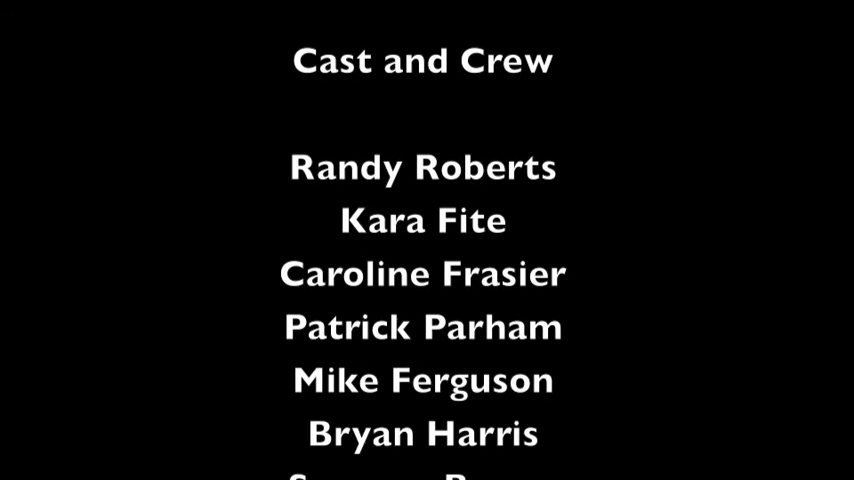 Cast and Crew
Randy Roberts
Kara Fite
Caroline Frasier
Patrick Parham
Mike Ferguson
Bryan Harris